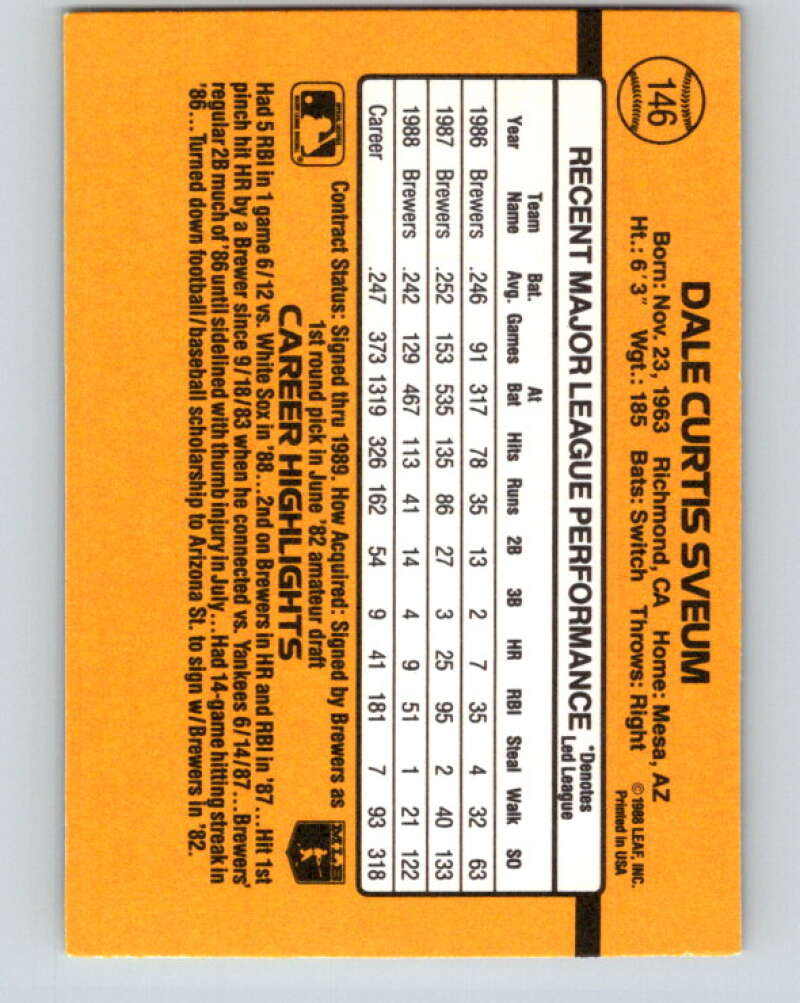 146
DALE CURTIS SVEUM
Born: Nov. 23, 1963 Richmond, CA Home: Mesa, AZ
Ht.: 6'3" Wgt.: 185 Bats: Switch Throws: Right
© 1988 LEAF, INC.
Printed in USA
RECENT MAJOR LEAGUE PERFORMANCE
*Denotes
Led League
Year Team Name Bat. Avg. Games At Bat Hits Runs 2B 3B HR RBI Steal Walk SO
1986 Brewers .246 91 317 78 35 13 2 7 35 4 32 63
1987 Brewers .252 153 535 135 86 27 3 25 95 2 40 133
1988 Brewers .242 129 467 113 41 14 4 9 51 1 21 122
Career .247 373 1319 326 162 54 9 41 181 7 93 318
Contract Status: Signed thru 1989. How Acquired: Signed by Brewers as
1st round pick in June '82 amateur draft
CAREER HIGHLIGHTS
Had 5 RBI in 1 game 6/12 vs. White Sox in '88...2nd on Brewers in HR and RBI in '87...Hit 1st
pinch hit HR by a Brewer since 9/18/83 when he connected vs. Yankees 6/14/87...Brewers'
regular 2B much of '86 until sidelined with thumb injury in July...Had 14-game hitting streak in
'86...Turned down football/baseball scholarship to Arizona St. to sign w/Brewers in '82.